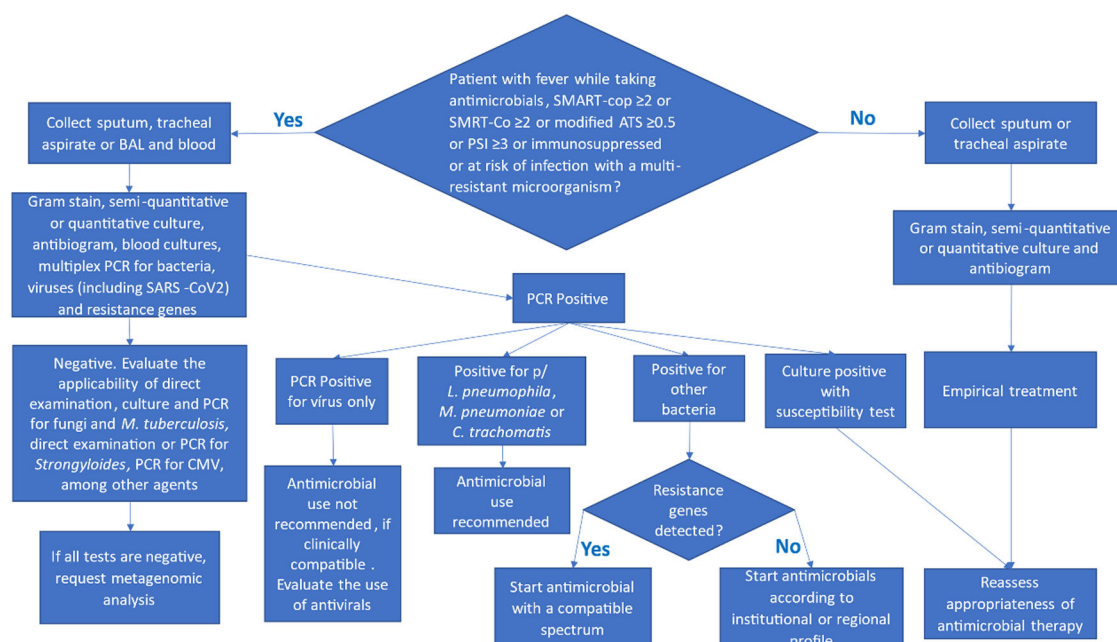 Patient with fever while taking
antimicrobials, SMART-cop ≥2 or
SMRT-Co ≥2 or modified ATS ≥0.5
or PSI ≥3 or immunosuppressed
or at risk of infection with a multi-
resistant microorganism?
Yes
No
Collect sputum, tracheal
aspirate or BAL and blood
Collect sputum or
tracheal aspirate
Gram stain, semi-quantitative
or quantitative culture,
antibiogram, blood cultures,
multiplex PCR for bacteria,
viruses (including SARS -CoV2)
and resistance genes
Gram stain, semi-quantitative
or quantitative culture and
antibiogram
PCR Positive
Negative. Evaluate the
applicability of direct
examination, culture and PCR
for fungi and M. tuberculosis,
direct examination or PCR for
Strongyloides, PCR for CMV,
among other agents
PCR Positive
for vírus only
Positive for p/
L. pneumophila,
M. pneumoniae or
C. trachomatis
Positive for
other
bacteria
Culture positive
with
susceptibility test
Empirical treatment
Antimicrobial
use not
recommended, if
clinically
compatible.
Evaluate the use
of antivirals
Antimicrobial
use
recommended
Resistance
genes
detected?
Yes
No
If all tests are negative,
request metagenomic
analysis
Start antimicrobial
with a compatible
spectrum
Start antimicrobials
according to
institutional or regional
profile
Reassess
appropriateness of
antimicrobial therapy